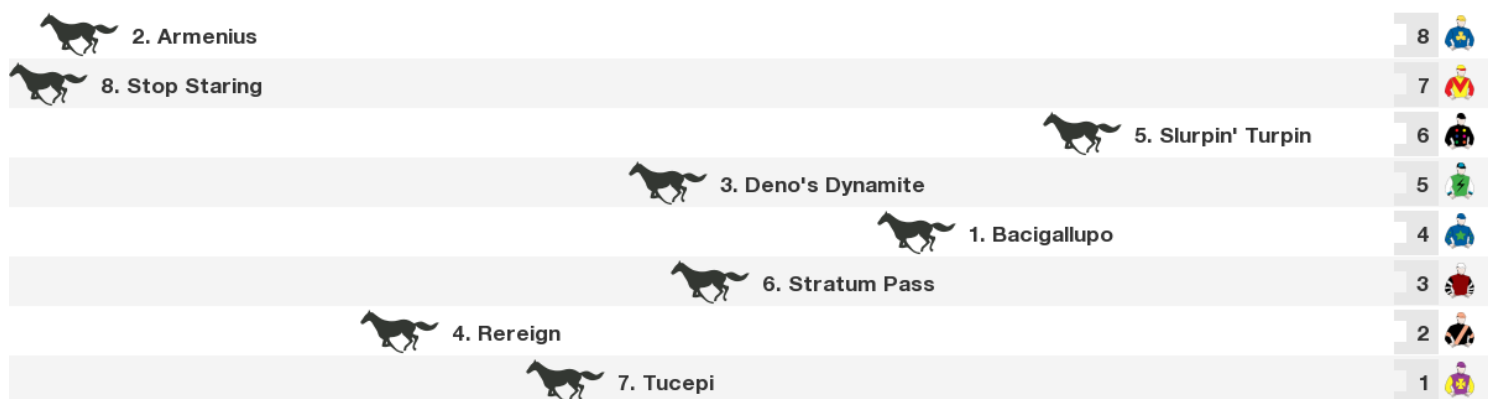 2. Armenius 8
8. Stop Staring 7
5. Slurpin' Turpin 6
3. Deno's Dynamite 5
1. Bacigallupo 4
6. Stratum Pass 3
4. Rereign 2
7. Tucepi 1